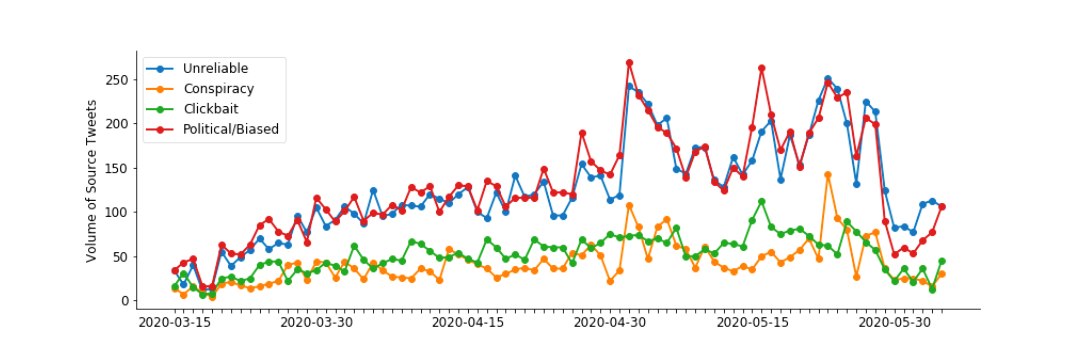 Volume of Source Tweets
250
200
150
100
50
0
Unreliable
Conspiracy
Clickbait
Political/Biased
2020-03-15 2020-03-30 2020-04-15 2020-04-30 2020-05-15 2020-05-30